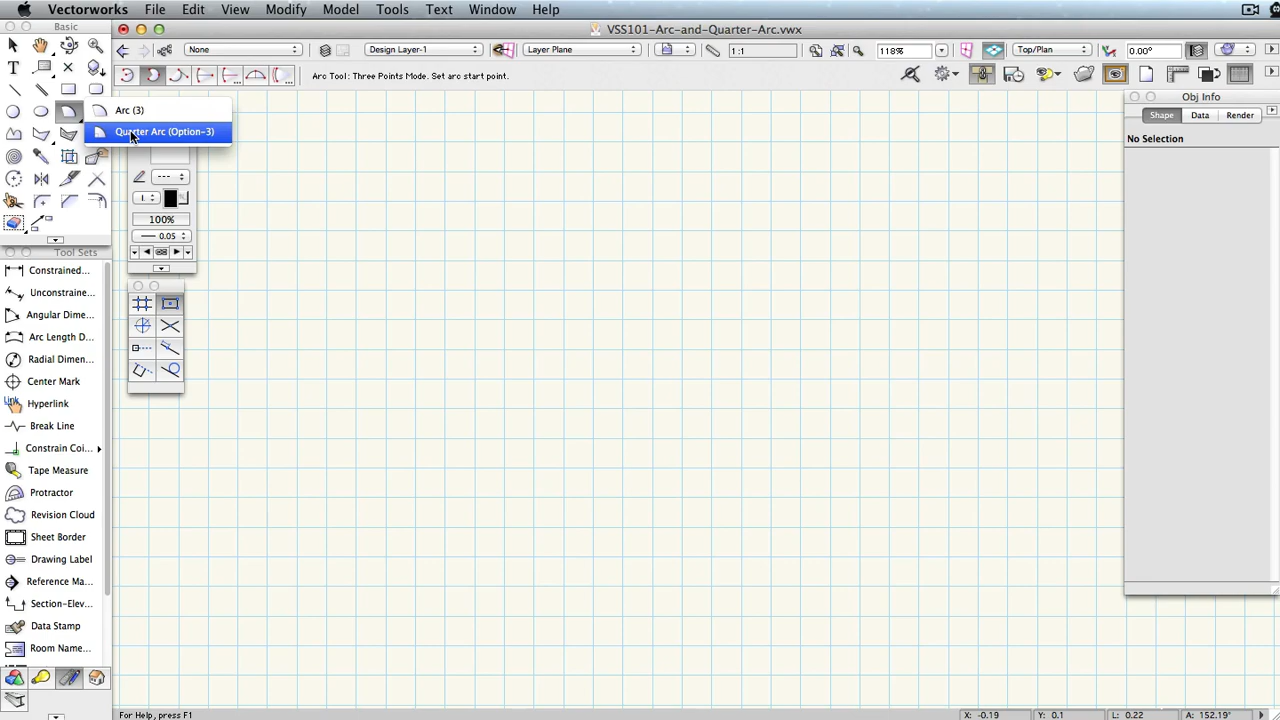 Vectorworks File Edit View Modify Model Tools Text Window Help
Basic
VSS101-Arc-and-Quarter-Arc.vwx
None
Design Layer-1
Layer Plane
1:1
118%
Top/Plan
0.00°
Arc Tool: Three Points Mode. Set arc start point.
Arc (3)
Quarter Arc (Option-3)
100%
0.05
Obj Info
Shape Data Render
No Selection
Tool Sets
Constrained...
Unconstraine...
Angular Dime...
Arc Length D...
Radial Dimen...
Center Mark
Hyperlink
Break Line
Constrain Coi...
Tape Measure
Protractor
Revision Cloud
Sheet Border
Drawing Label
Reference Ma...
Section-Elev...
Data Stamp
Room Name...
For Help, press F1
X: -0.19 Y: 0.1 L: 0.22 A: 152.19°